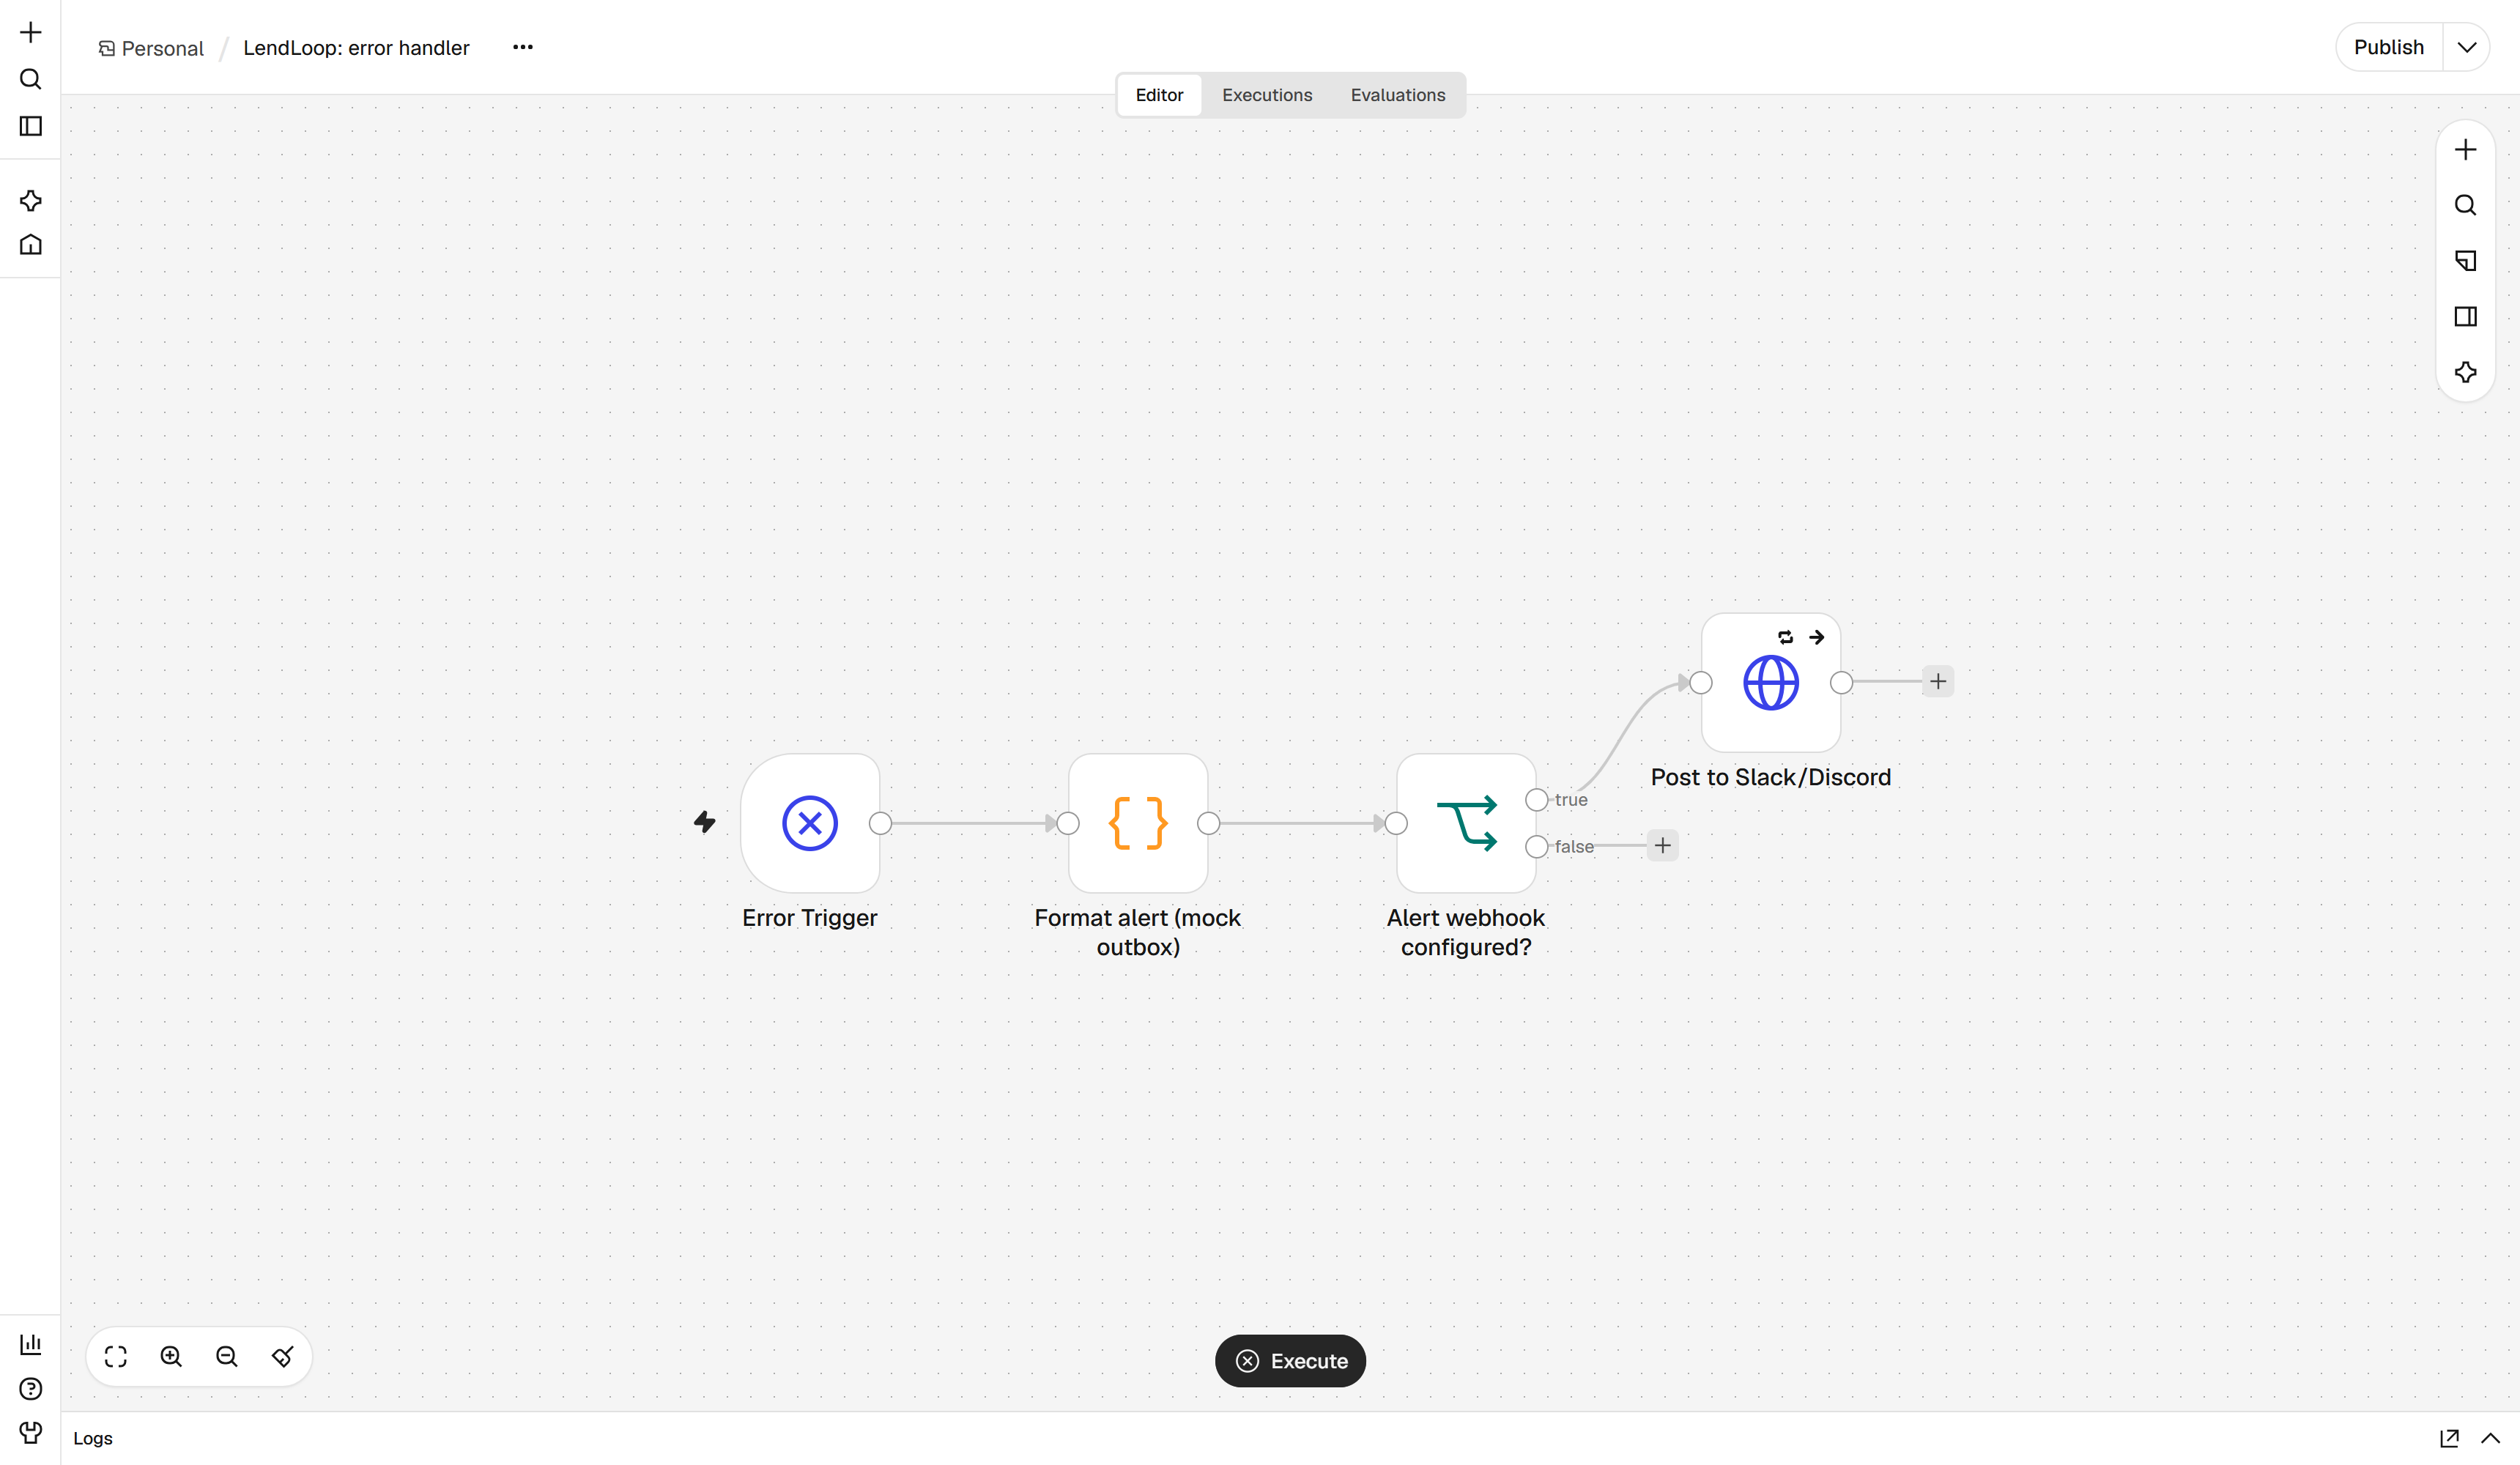 Personal / LendLoop: error handler
Publish
Editor Executions Evaluations
Post to Slack/Discord
true
false
Error Trigger
Format alert (mock
outbox)
Alert webhook
configured?
Execute
Logs